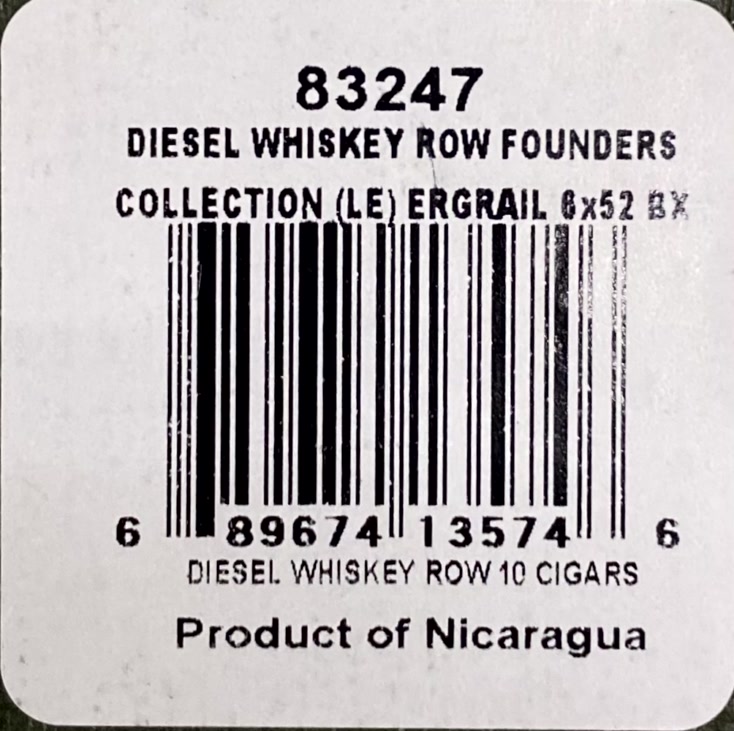 83247
DIESEL WHISKEY ROW FOUNDERS
COLLECTION (LE) ERGRAIL 6x52 BX
6 89674 13574 6
DIESEL WHISKEY ROW 10 CIGARS
Product of Nicaragua